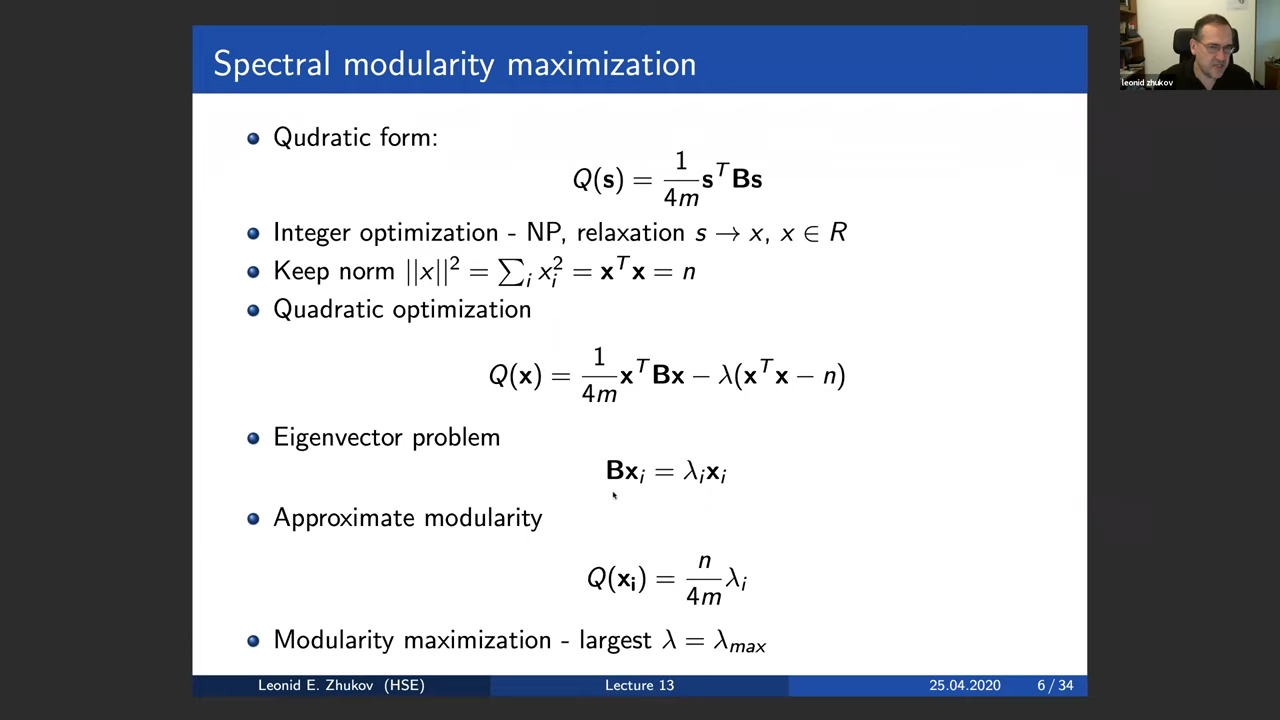 Spectral modularity maximization
leonid zhukov
Qudratic form:
Q(s) = 1/4m s^T Bs
Integer optimization - NP, relaxation s → x, x ∈ R
Keep norm ||x||^2 = ∑_i x_i^2 = x^T x = n
Quadratic optimization
Q(x) = 1/4m x^T Bx − λ(x^T x − n)
Eigenvector problem
Bx_i = λ_i x_i
Approximate modularity
Q(x_i) = n/4m λ_i
Modularity maximization - largest λ = λ_max
Leonid E. Zhukov (HSE) Lecture 13 25.04.2020 6 / 34